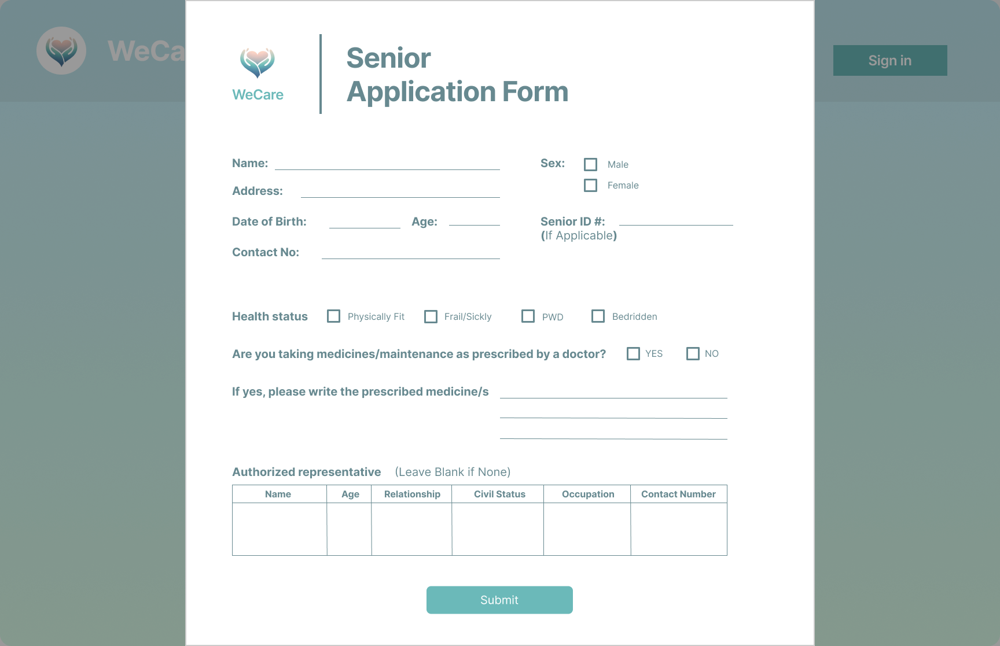 WeCa
Sign in
WeCare
Senior
Application Form
Name:
Sex:
Male
Address:
Female
Date of Birth:
Age:
Senior ID #:
(If Applicable)
Contact No:
Health status
Physically Fit
Frail/Sickly
PWD
Bedridden
Are you taking medicines/maintenance as prescribed by a doctor?
YES
NO
If yes, please write the prescribed medicine/s
Authorized representative (Leave Blank if None)
Name
Age
Relationship
Civil Status
Occupation
Contact Number
Submit